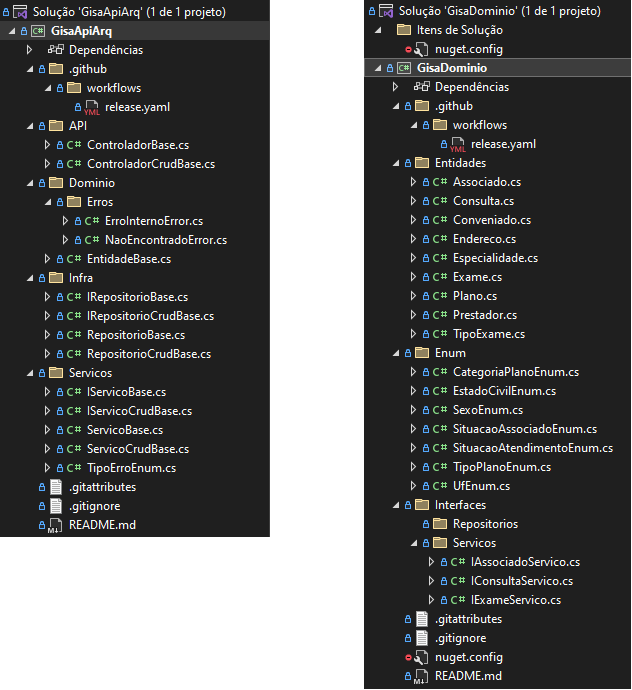 Solução 'GisaApiArq' (1 de 1 projeto)
GisaApiArq
Dependências
.github
workflows
release.yaml
API
ControladorBase.cs
ControladorCrudBase.cs
Dominio
Erros
ErroInternoError.cs
NaoEncontradoError.cs
EntidadeBase.cs
Infra
IRepositorioBase.cs
IRepositorioCrudBase.cs
RepositorioBase.cs
RepositorioCrudBase.cs
Servicos
IServicoBase.cs
IServicoCrudBase.cs
ServicoBase.cs
ServicoCrudBase.cs
TipoErroEnum.cs
.gitattributes
.gitignore
README.md
Solução 'GisaDominio' (1 de 1 projeto)
Itens de Solução
nuget.config
GisaDominio
Dependências
.github
workflows
release.yaml
Entidades
Associado.cs
Consulta.cs
Conveniado.cs
Endereco.cs
Especialidade.cs
Exame.cs
Plano.cs
Prestador.cs
TipoExame.cs
Enum
CategoriaPlanoEnum.cs
EstadoCivilEnum.cs
SexoEnum.cs
SituacaoAssociadoEnum.cs
SituacaoAtendimentoEnum.cs
TipoPlanoEnum.cs
UfEnum.cs
Interfaces
Repositorios
Servicos
IAssociadoServico.cs
IConsultaServico.cs
IExameServico.cs
.gitattributes
.gitignore
nuget.config
README.md